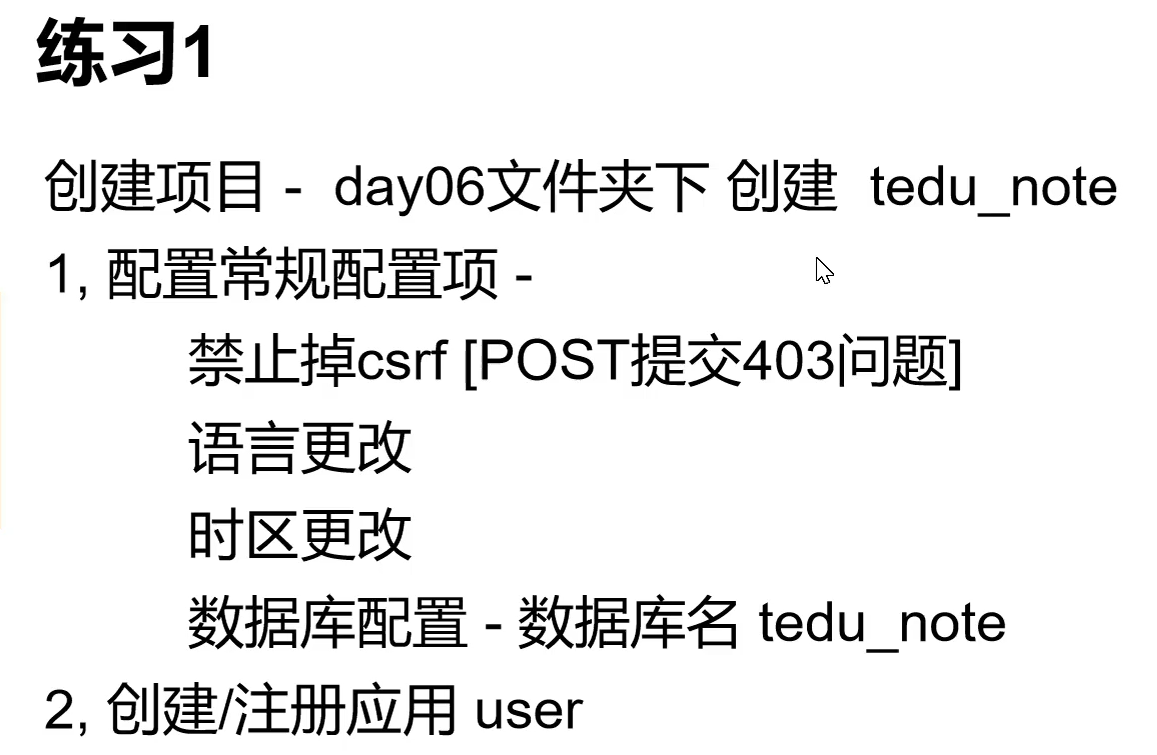 练习1
创建项目 - day06文件夹下 创建 tedu_note
1, 配置常规配置项 -
禁止掉csrf [POST提交403问题]
语言更改
时区更改
数据库配置 - 数据库名 tedu_note
2, 创建/注册应用 user